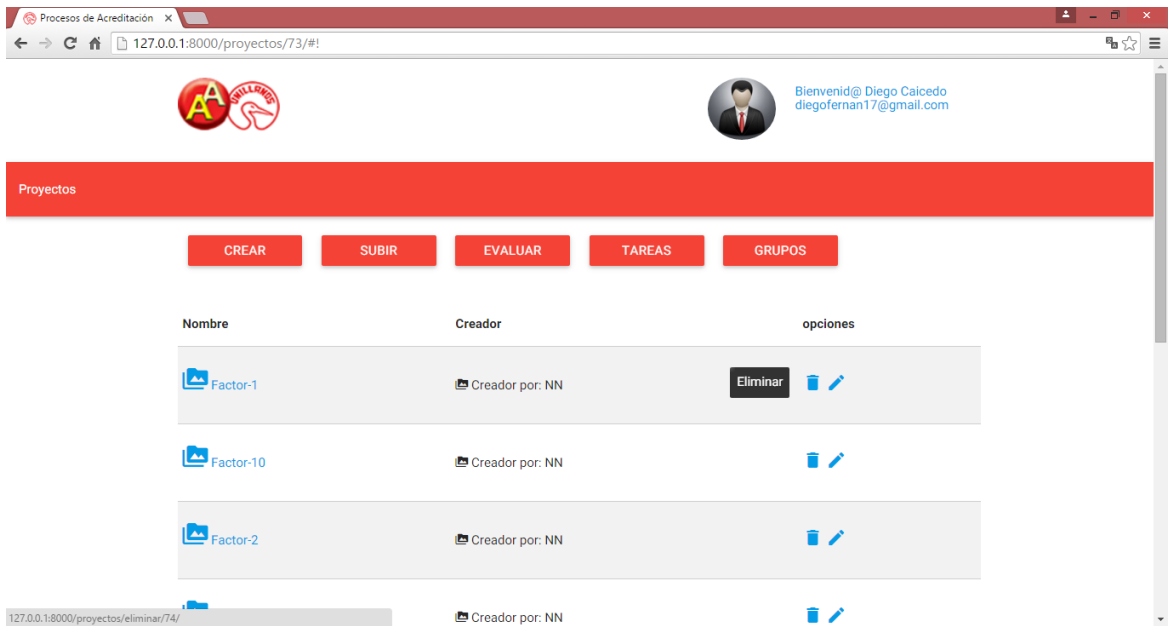 Procesos de Acreditación
127.0.0.1:8000/proyectos/73/#!
AA UNILLANOS
Bienvenid@ Diego Caicedo
diegofernan17@gmail.com
Proyectos
CREAR SUBIR EVALUAR TAREAS GRUPOS
Nombre Creador opciones
Factor-1 Creador por: NN Eliminar
Factor-10 Creador por: NN
Factor-2 Creador por: NN
Creador por: NN
127.0.0.1:8000/proyectos/eliminar/74/